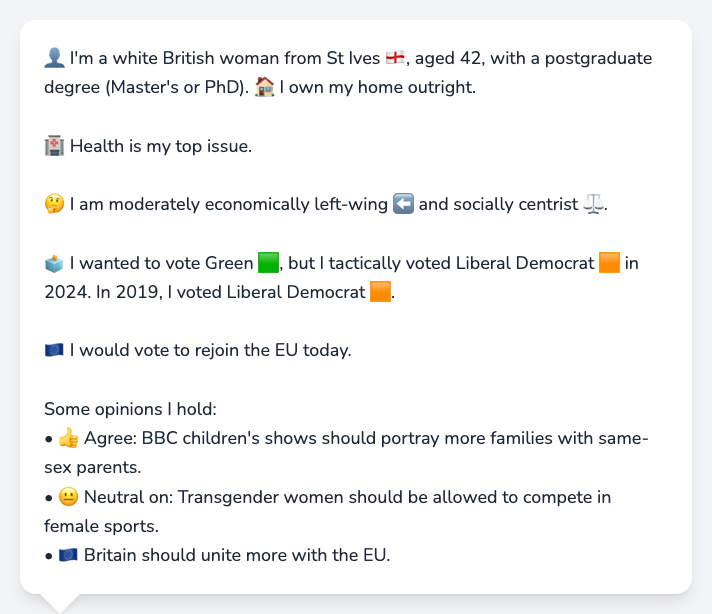 👤 I'm a white British woman from St Ives 🏴󠁧󠁢󠁥󠁮󠁧󠁿, aged 42, with a postgraduate
degree (Master's or PhD). 🏠 I own my home outright.
🏥 Health is my top issue.
🤔 I am moderately economically left-wing ⬅️ and socially centrist ⚖️.
🗳️ I wanted to vote Green 🟩, but I tactically voted Liberal Democrat 🟧 in
2024. In 2019, I voted Liberal Democrat 🟧.
🇪🇺 I would vote to rejoin the EU today.
Some opinions I hold:
• 👍 Agree: BBC children's shows should portray more families with same-
sex parents.
• 😐 Neutral on: Transgender women should be allowed to compete in
female sports.
• 🇪🇺 Britain should unite more with the EU.